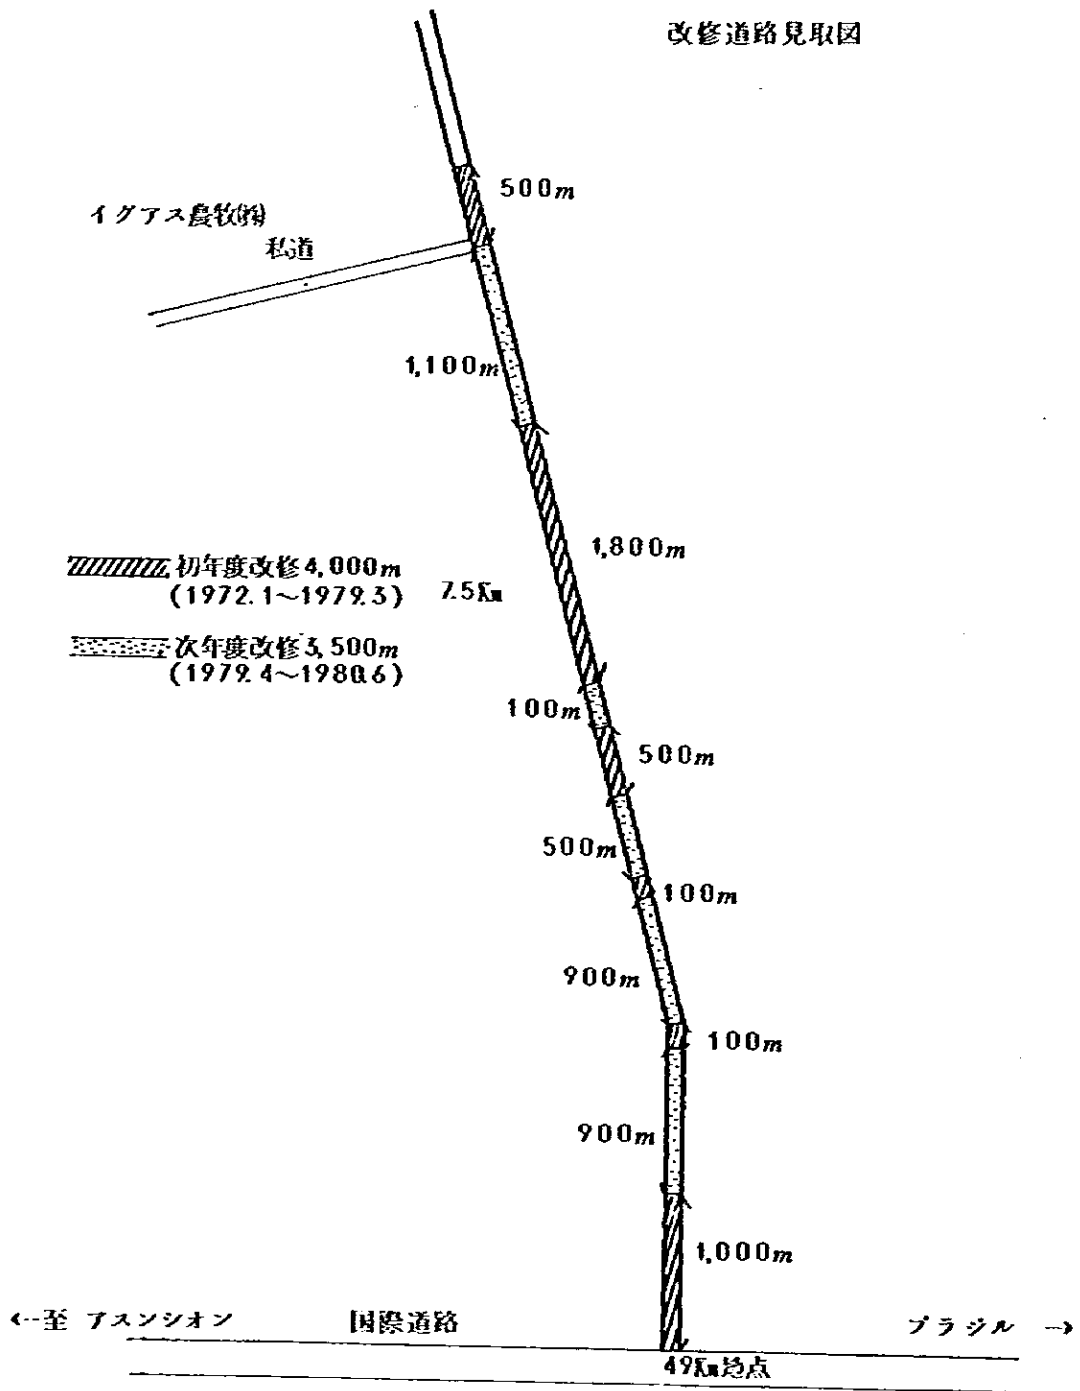 改修道路見取図
500m
イグアス農牧㈱
私道
1,100m
1,800m
初年度改修4,000m
(1972.1〜1979.3)
7.5Km
次年度改修3,500m
(1979.4〜1980.6)
100m
500m
500m
100m
900m
100m
900m
1,000m
←至 アスンシオン
国際道路
ブラジル →
49Km地点